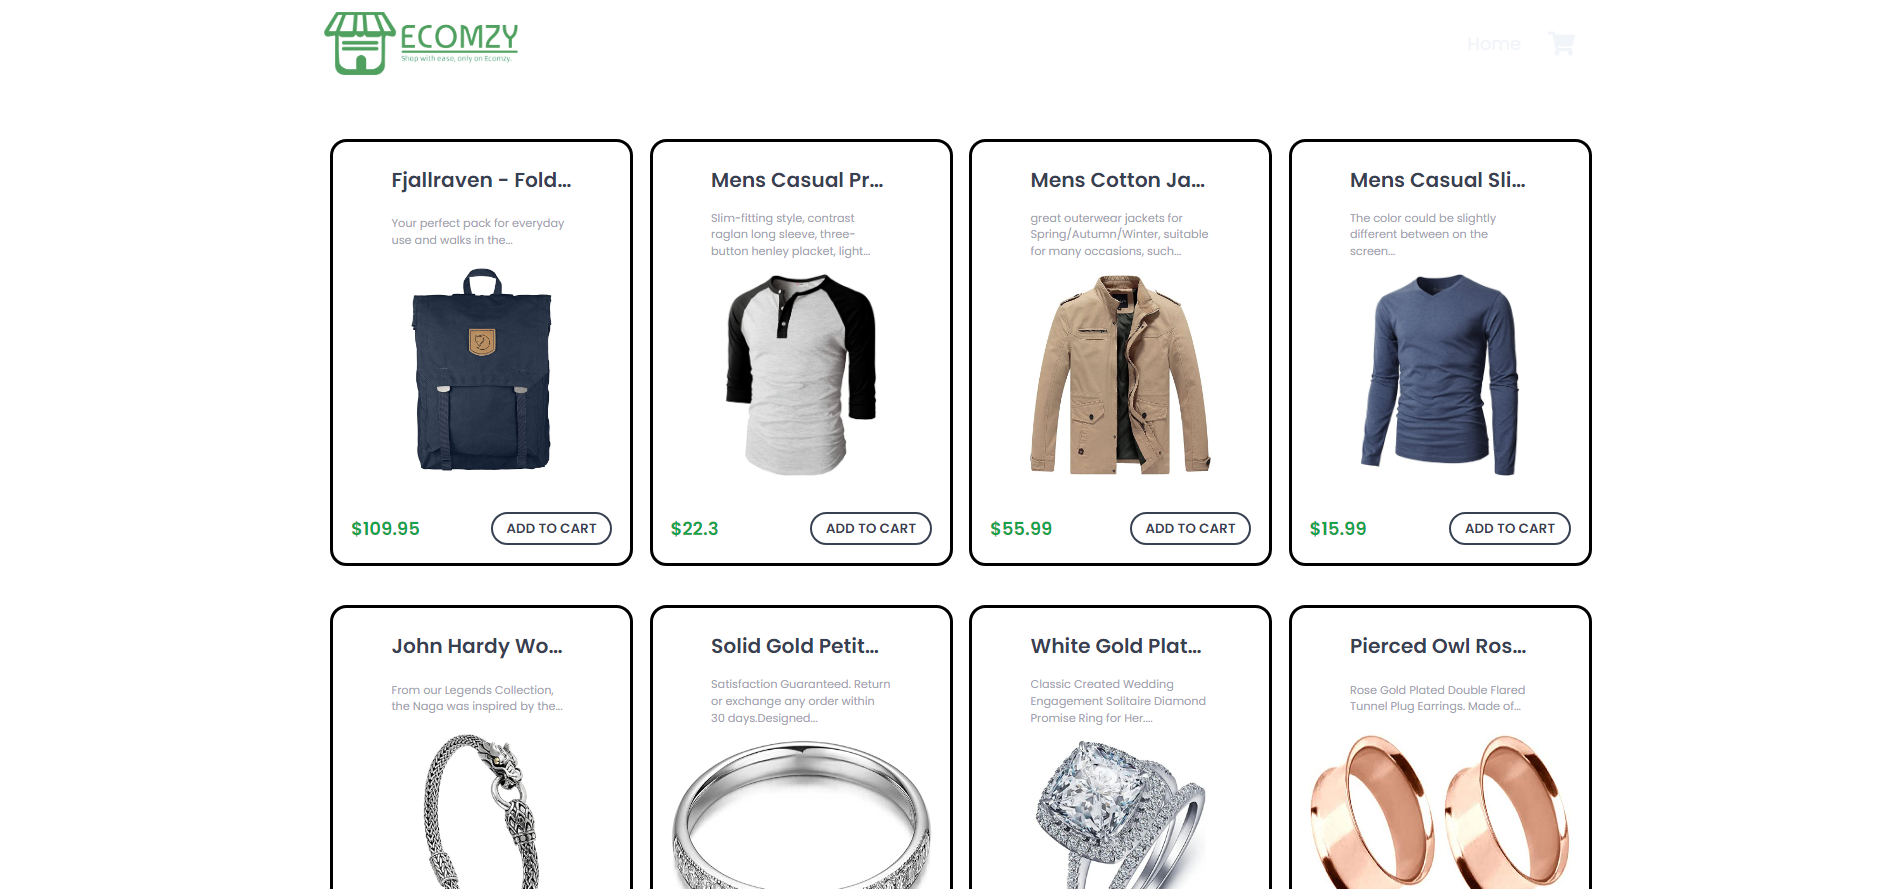 ECOMZY
Shop with ease, only on Ecomzy.
Home
Fjallraven - Fold...
Your perfect pack for everyday
use and walks in the...
$109.95
ADD TO CART
Mens Casual Pr...
Slim-fitting style, contrast
raglan long sleeve, three-
button henley placket, light...
$22.3
ADD TO CART
Mens Cotton Ja...
great outerwear jackets for
Spring/Autumn/Winter, suitable
for many occasions, such...
$55.99
ADD TO CART
Mens Casual Sli...
The color could be slightly
different between on the
screen...
$15.99
ADD TO CART
John Hardy Wo...
From our Legends Collection,
the Naga was inspired by the...
Solid Gold Petit...
Satisfaction Guaranteed. Return
or exchange any order within
30 days.Designed...
White Gold Plat...
Classic Created Wedding
Engagement Solitaire Diamond
Promise Ring for Her....
Pierced Owl Ros...
Rose Gold Plated Double Flared
Tunnel Plug Earrings. Made of...